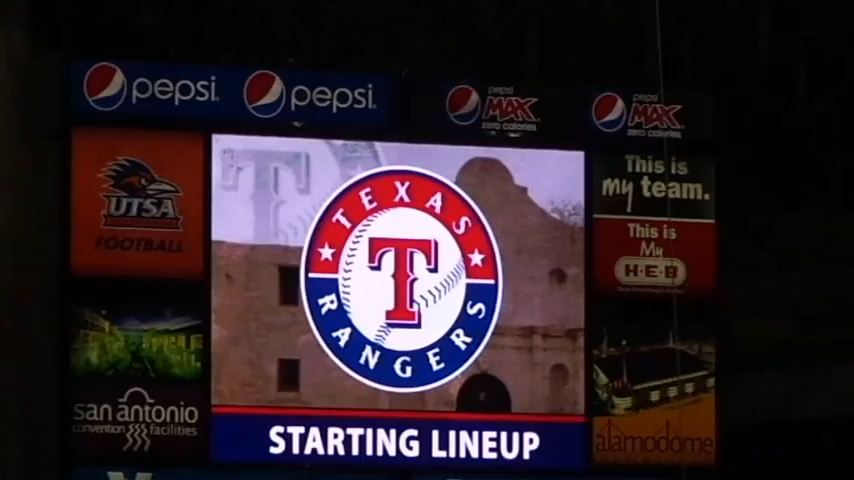 pepsi
pepsi
pepsi
MAX
zero calories
pepsi
MAX
zero calories
UTSA
FOOTBALL
TEXAS
T
RANGERS
STARTING LINEUP
This is
my team.
This is
My
H-E-B
san antonio
convention facilities
alamodome